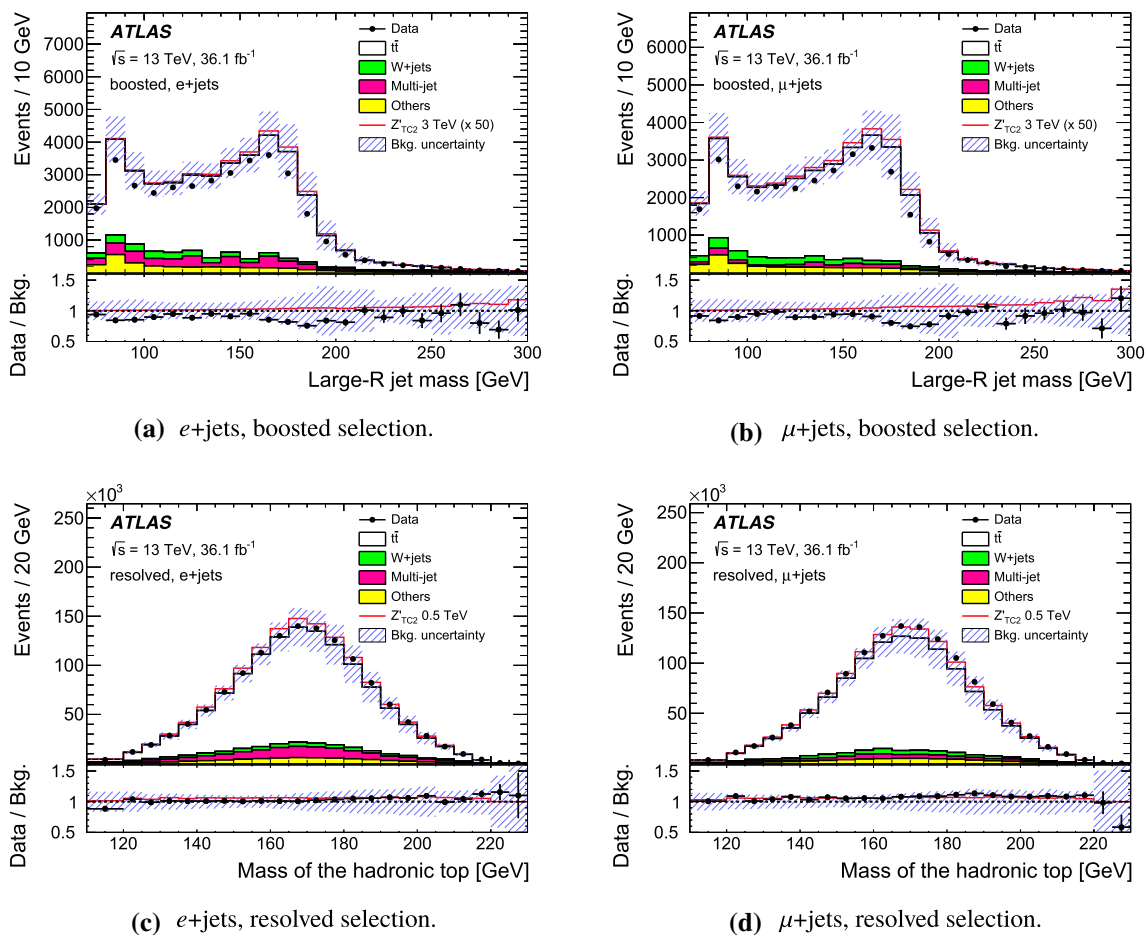 Events / 10 GeV
7000
6000
5000
4000
3000
2000
1000
ATLAS
√s = 13 TeV, 36.1 fb⁻¹
boosted, e+jets
Data
tt̄
W+jets
Multi-jet
Others
Z'TC2 3 TeV (x 50)
Bkg. uncertainty
Data / Bkg.
1.5
1
0.5
100 150 200 250 300
Large-R jet mass [GeV]
(a) e+jets, boosted selection.
Events / 10 GeV
6000
5000
4000
3000
2000
1000
ATLAS
√s = 13 TeV, 36.1 fb⁻¹
boosted, μ+jets
Data
tt̄
W+jets
Multi-jet
Others
Z'TC2 3 TeV (x 50)
Bkg. uncertainty
Data / Bkg.
1.5
1
0.5
100 150 200 250 300
Large-R jet mass [GeV]
(b) μ+jets, boosted selection.
×10³
Events / 20 GeV
250
200
150
100
50
ATLAS
√s = 13 TeV, 36.1 fb⁻¹
resolved, e+jets
Data
tt̄
W+jets
Multi-jet
Others
Z'TC2 0.5 TeV
Bkg. uncertainty
Data / Bkg.
1.5
1
0.5
120 140 160 180 200 220
Mass of the hadronic top [GeV]
(c) e+jets, resolved selection.
×10³
Events / 20 GeV
250
200
150
100
50
ATLAS
√s = 13 TeV, 36.1 fb⁻¹
resolved, μ+jets
Data
tt̄
W+jets
Multi-jet
Others
Z'TC2 0.5 TeV
Bkg. uncertainty
Data / Bkg.
1.5
1
0.5
120 140 160 180 200 220
Mass of the hadronic top [GeV]
(d) μ+jets, resolved selection.